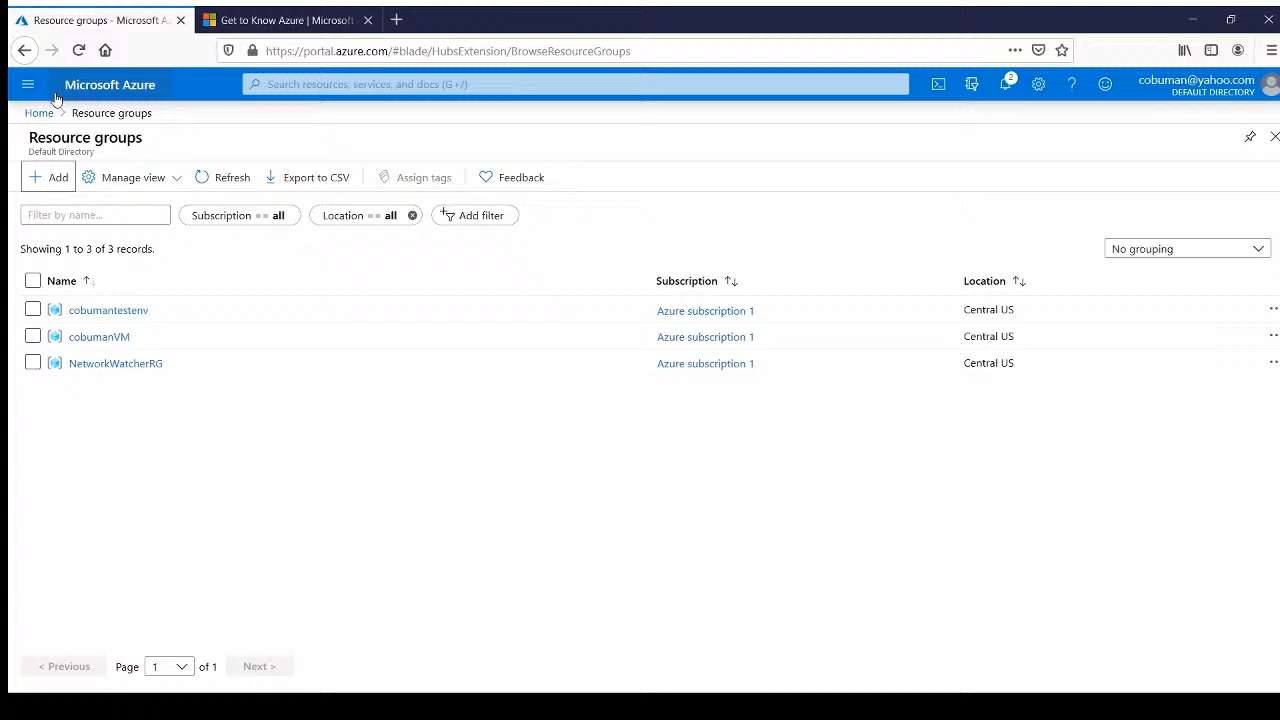 Resource groups - Microsoft A
Get to Know Azure | Microsoft
https://portal.azure.com/#blade/HubsExtension/BrowseResourceGroups
Microsoft Azure
Search resources, services, and docs (G+/)
2
cobuman@yahoo.com
DEFAULT DIRECTORY
Home > Resource groups
Resource groups
Default Directory
+ Add
Manage view
Refresh
Export to CSV
Assign tags
Feedback
Filter by name...
Subscription == all
Location == all
Add filter
Showing 1 to 3 of 3 records.
No grouping
Name ↑↓ Subscription ↑↓ Location ↑↓
cobumantestenv Azure subscription 1 Central US
cobumanVM Azure subscription 1 Central US
NetworkWatcherRG Azure subscription 1 Central US
< Previous Page 1 of 1 Next >